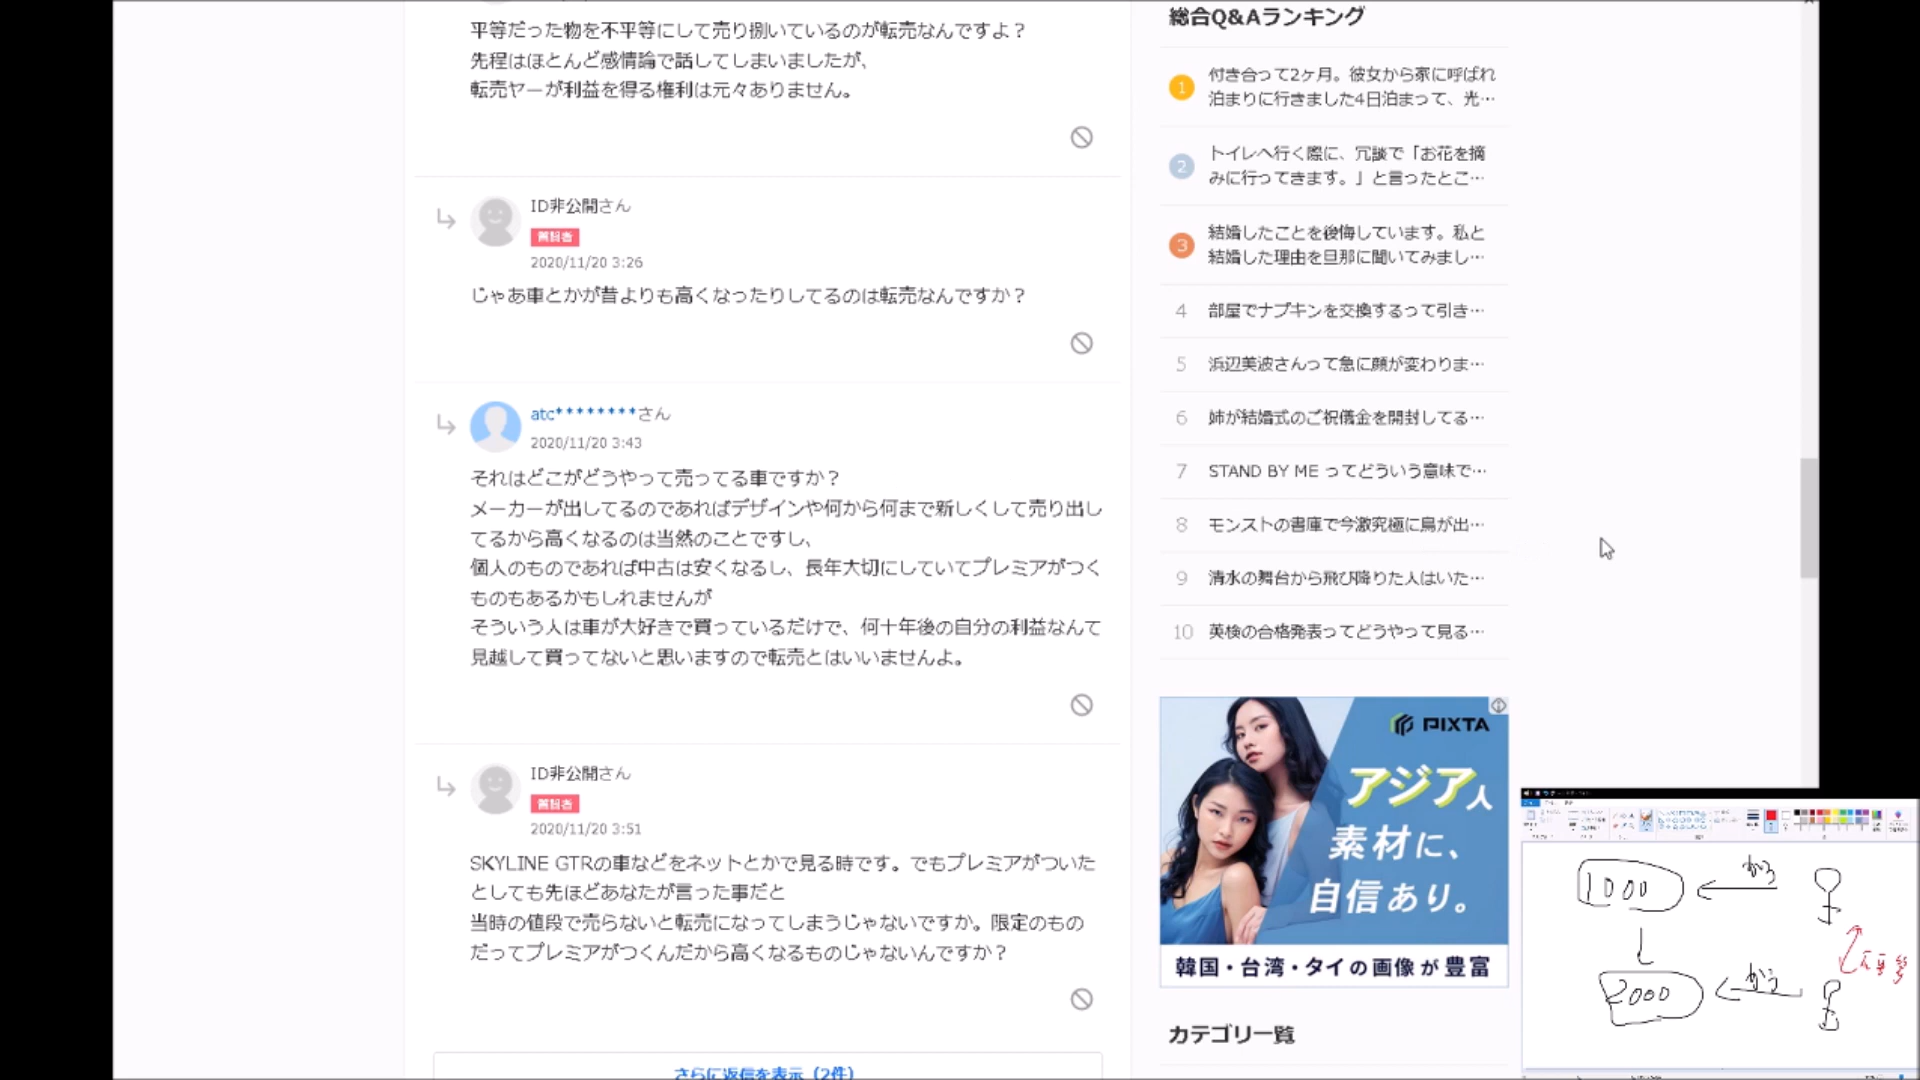 平等だった物を不平等にして売り捌いているのが転売なんですよ？
先程はほとんど感情論で話してしまいましたが、
転売ヤーが利益を得る権利は元々ありません。
ID非公開さん
質問者
2020/11/20 3:26
じゃあ車とかが昔よりも高くなったりしてるのは転売なんですか？
atc********さん
2020/11/20 3:43
それはどこがどうやって売ってる車ですか？
メーカーが出してるのであればデザインや何から何まで新しくして売り出し
てるから高くなるのは当然のことですし、
個人のものであれば中古は安くなるし、長年大切にしていてプレミアがつく
ものもあるかもしれませんが
そういう人は車が大好きで買っているだけで、何十年後の自分の利益なんて
見越して買ってないと思いますので転売とはいいませんよ。
ID非公開さん
質問者
2020/11/20 3:51
SKYLINE GTRの車などをネットとかで見る時です。でもプレミアがついた
としても先ほどあなたが言った事だと
当時の値段で売らないと転売になってしまうじゃないですか。限定のもの
だってプレミアがつくんだから高くなるものじゃないんですか？
さらに返信を表示（2件）
総合Q&Aランキング
1 付き合って2ヶ月。彼女から家に呼ばれ
泊まりに行きました4日泊まって、光…
2 トイレへ行く際に、冗談で「お花を摘
みに行ってきます。」と言ったとこ…
3 結婚したことを後悔しています。私と
結婚した理由を旦那に聞いてみまし…
4 部屋でナプキンを交換するって引き…
5 浜辺美波さんって急に顔が変わりま…
6 姉が結婚式のご祝儀金を開封してる…
7 STAND BY ME ってどういう意味で…
8 モンストの書庫で今激究極に鳥が出…
9 清水の舞台から飛び降りた人はいた…
10 英検の合格発表ってどうやって見る…
PIXTA
アジア人
素材に、
自信あり。
韓国・台湾・タイの画像が豊富
カテゴリ一覧
1000
かう
2000
かう